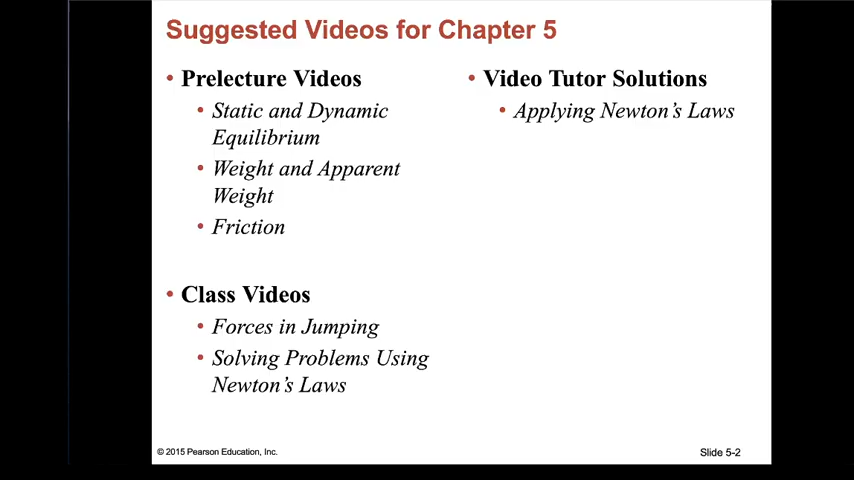 Suggested Videos for Chapter 5
• Prelecture Videos
• Static and Dynamic
Equilibrium
• Weight and Apparent
Weight
• Friction
• Class Videos
• Forces in Jumping
• Solving Problems Using
Newton’s Laws
• Video Tutor Solutions
• Applying Newton’s Laws
© 2015 Pearson Education, Inc.
Slide 5-2